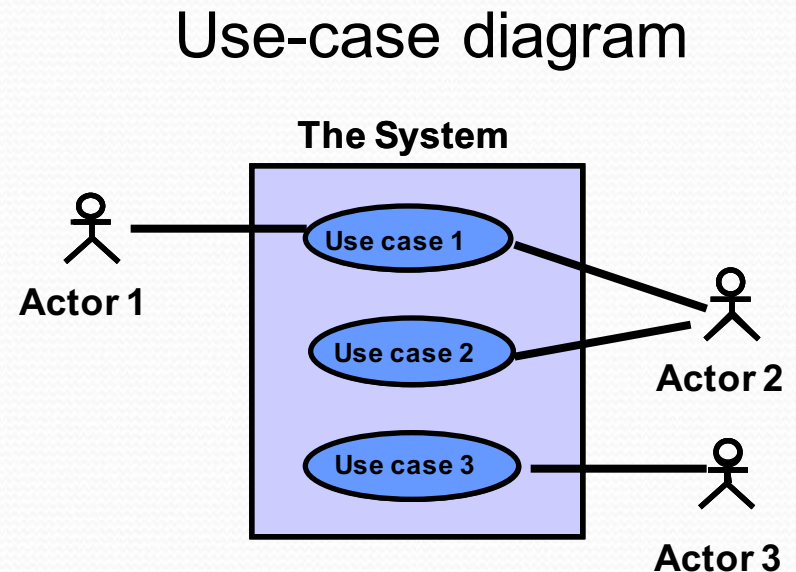 Use-case diagram
The System
Use case 1
Actor 1
Use case 2
Actor 2
Use case 3
Actor 3